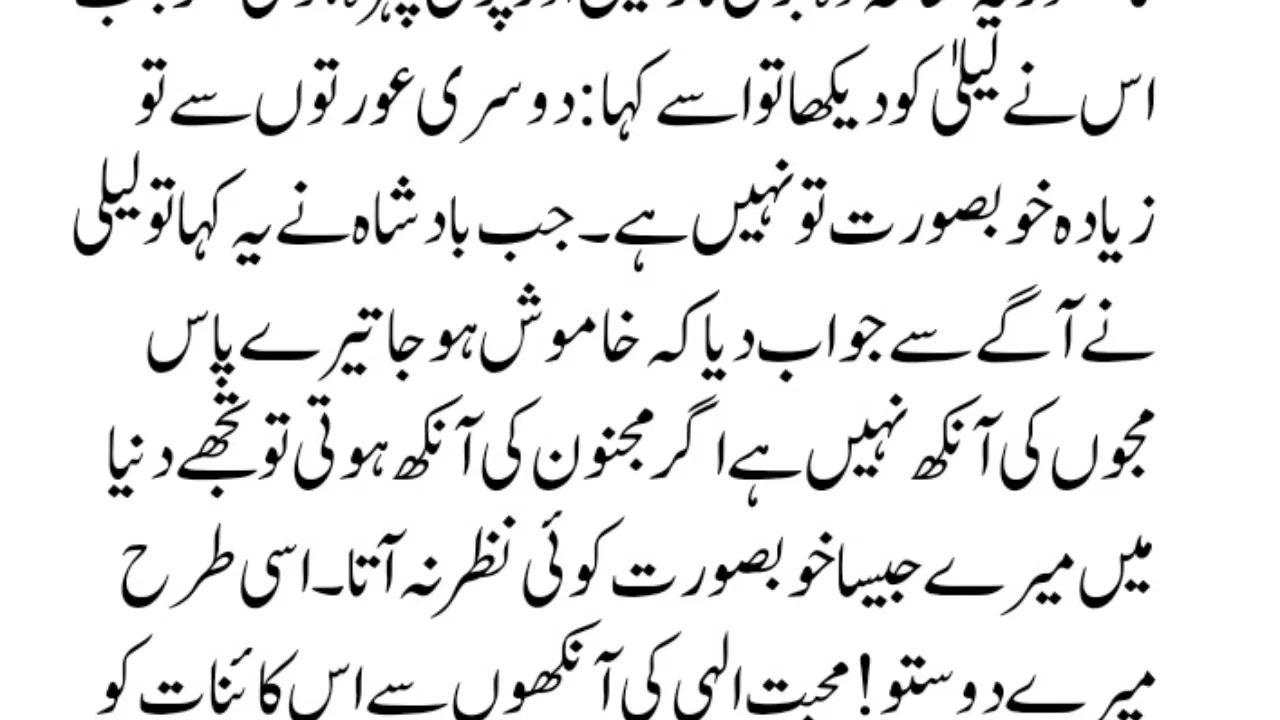 اس نے لیلیٰ کو دیکھا تو اسے کہا: دوسری عورتوں سے تو
زیادہ خوبصورت تو نہیں ہے۔ جب بادشاہ نے یہ کہا تو لیلی
نے آگے سے جواب دیا کہ خاموش ہو جا تیرے پاس
مجوں کی آنکھ نہیں ہے اگر مجنون کی آنکھ ہوتی تو تجھے دنیا
میں میرے جیسا خوبصورت کوئی نظر نہ آتا۔ اسی طرح
میرے دوستو! محبت الہی کی آنکھوں سے اس کائنات کو